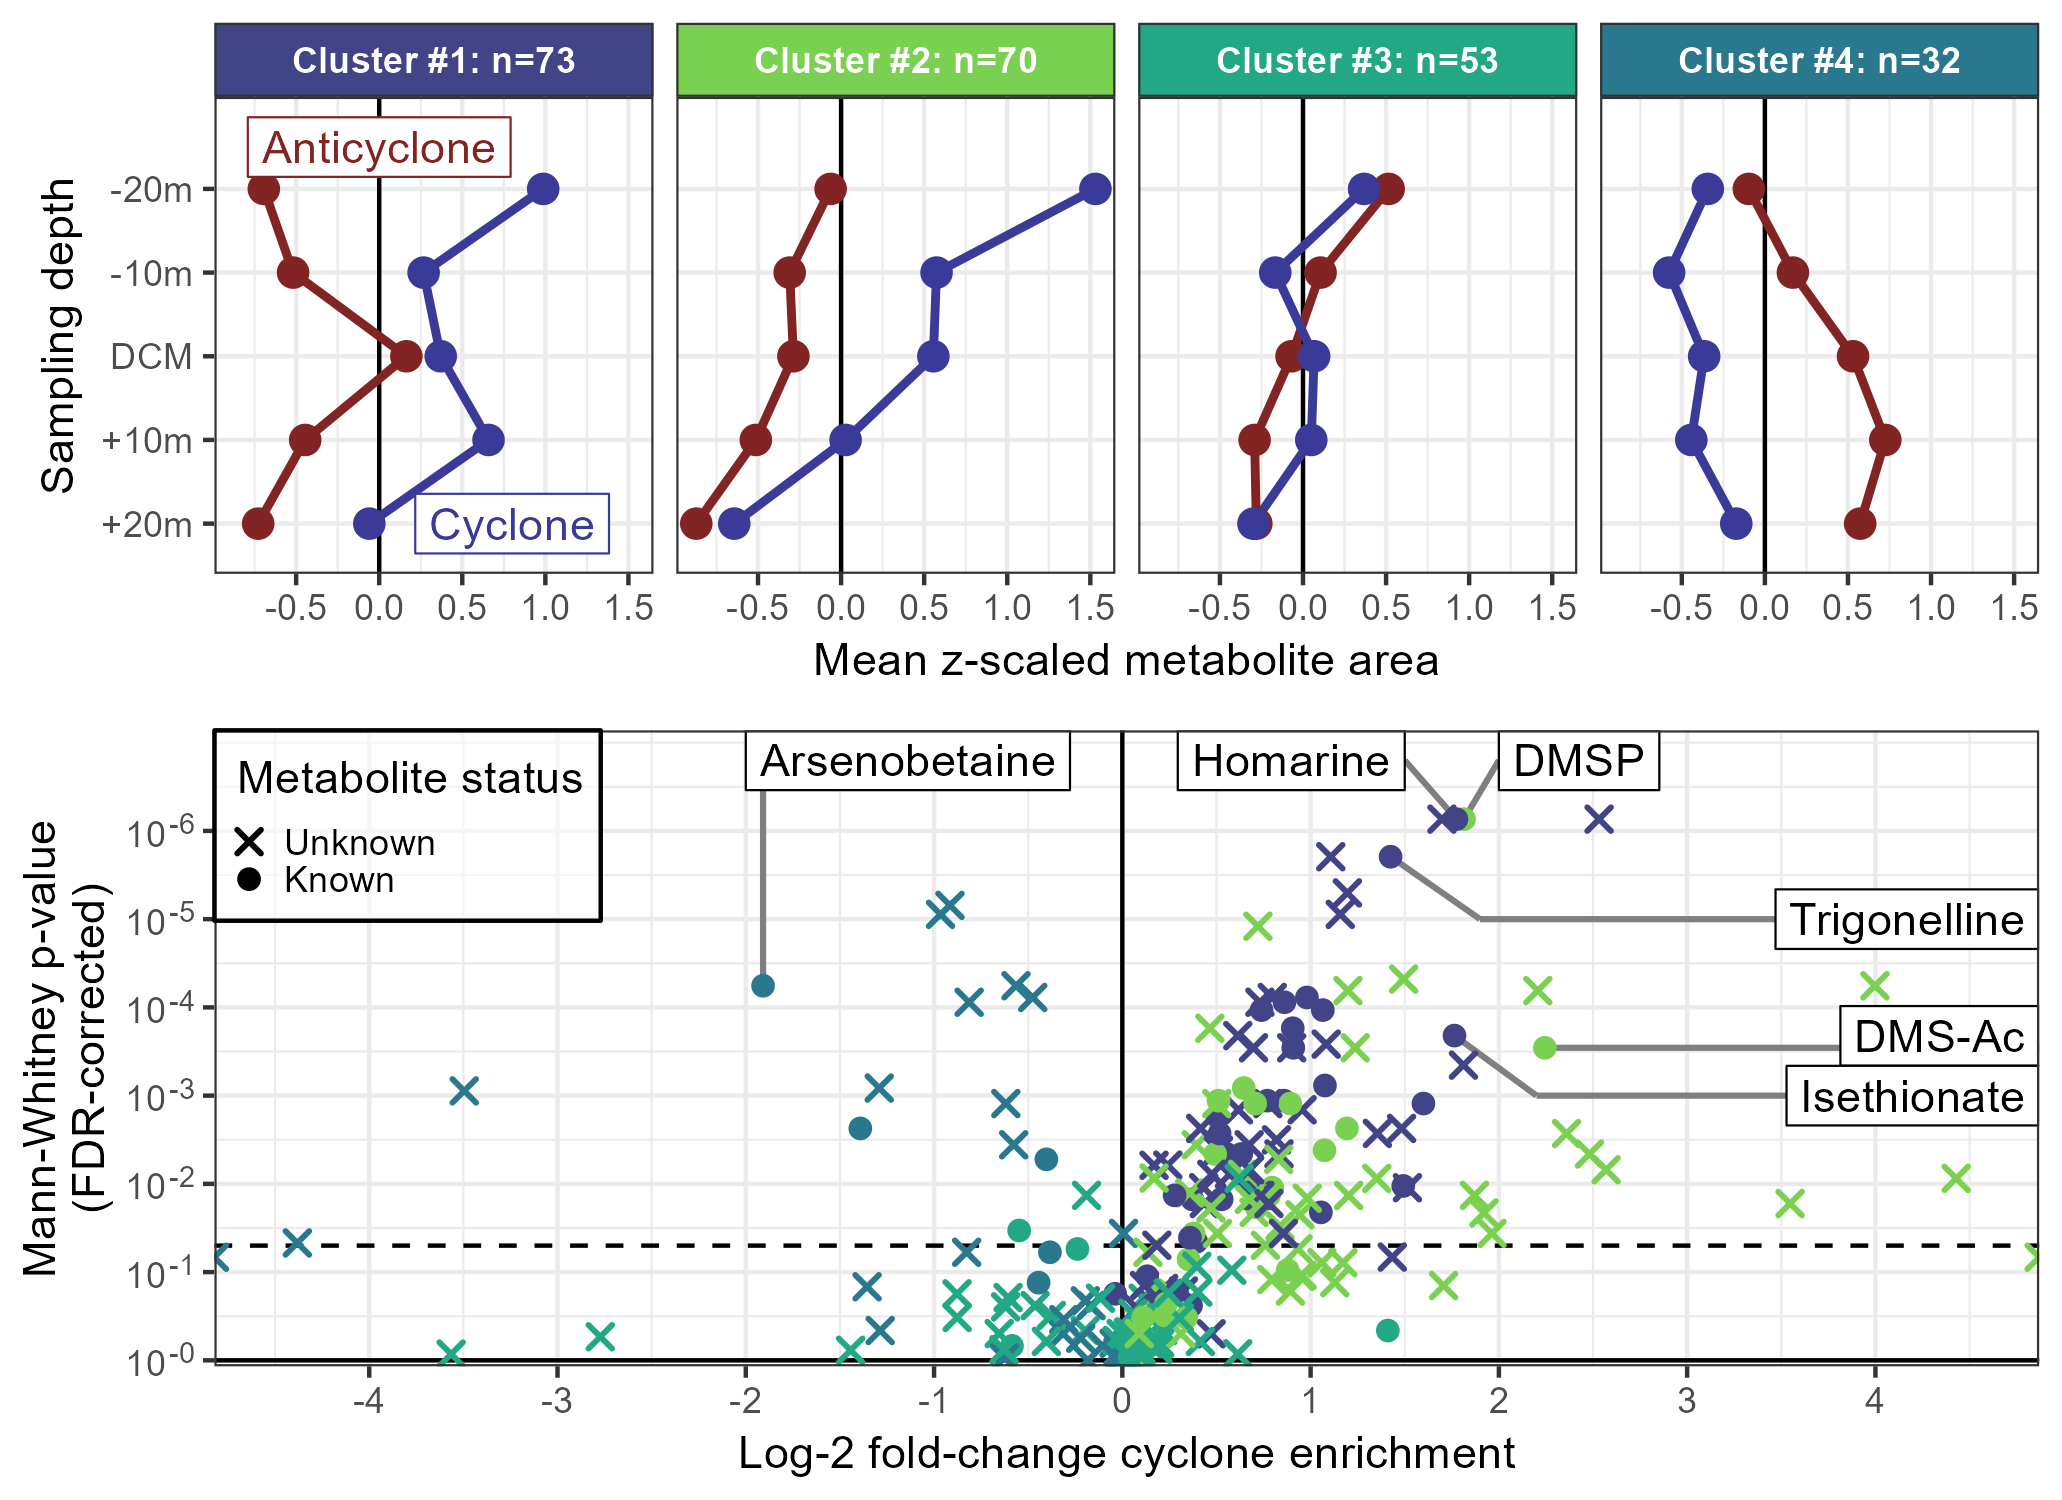 Cluster #1: n=73
Cluster #2: n=70
Cluster #3: n=53
Cluster #4: n=32
Anticyclone
Cyclone
Sampling depth
-20m
-10m
DCM
+10m
+20m
-0.5 0.0 0.5 1.0 1.5
-0.5 0.0 0.5 1.0 1.5
-0.5 0.0 0.5 1.0 1.5
-0.5 0.0 0.5 1.0 1.5
Mean z-scaled metabolite area
Metabolite status
Unknown
Known
Arsenobetaine
Homarine
DMSP
Trigonelline
DMS-Ac
Isethionate
Mann-Whitney p-value
(FDR-corrected)
10^-6
10^-5
10^-4
10^-3
10^-2
10^-1
10^-0
-4 -3 -2 -1 0 1 2 3 4
Log-2 fold-change cyclone enrichment